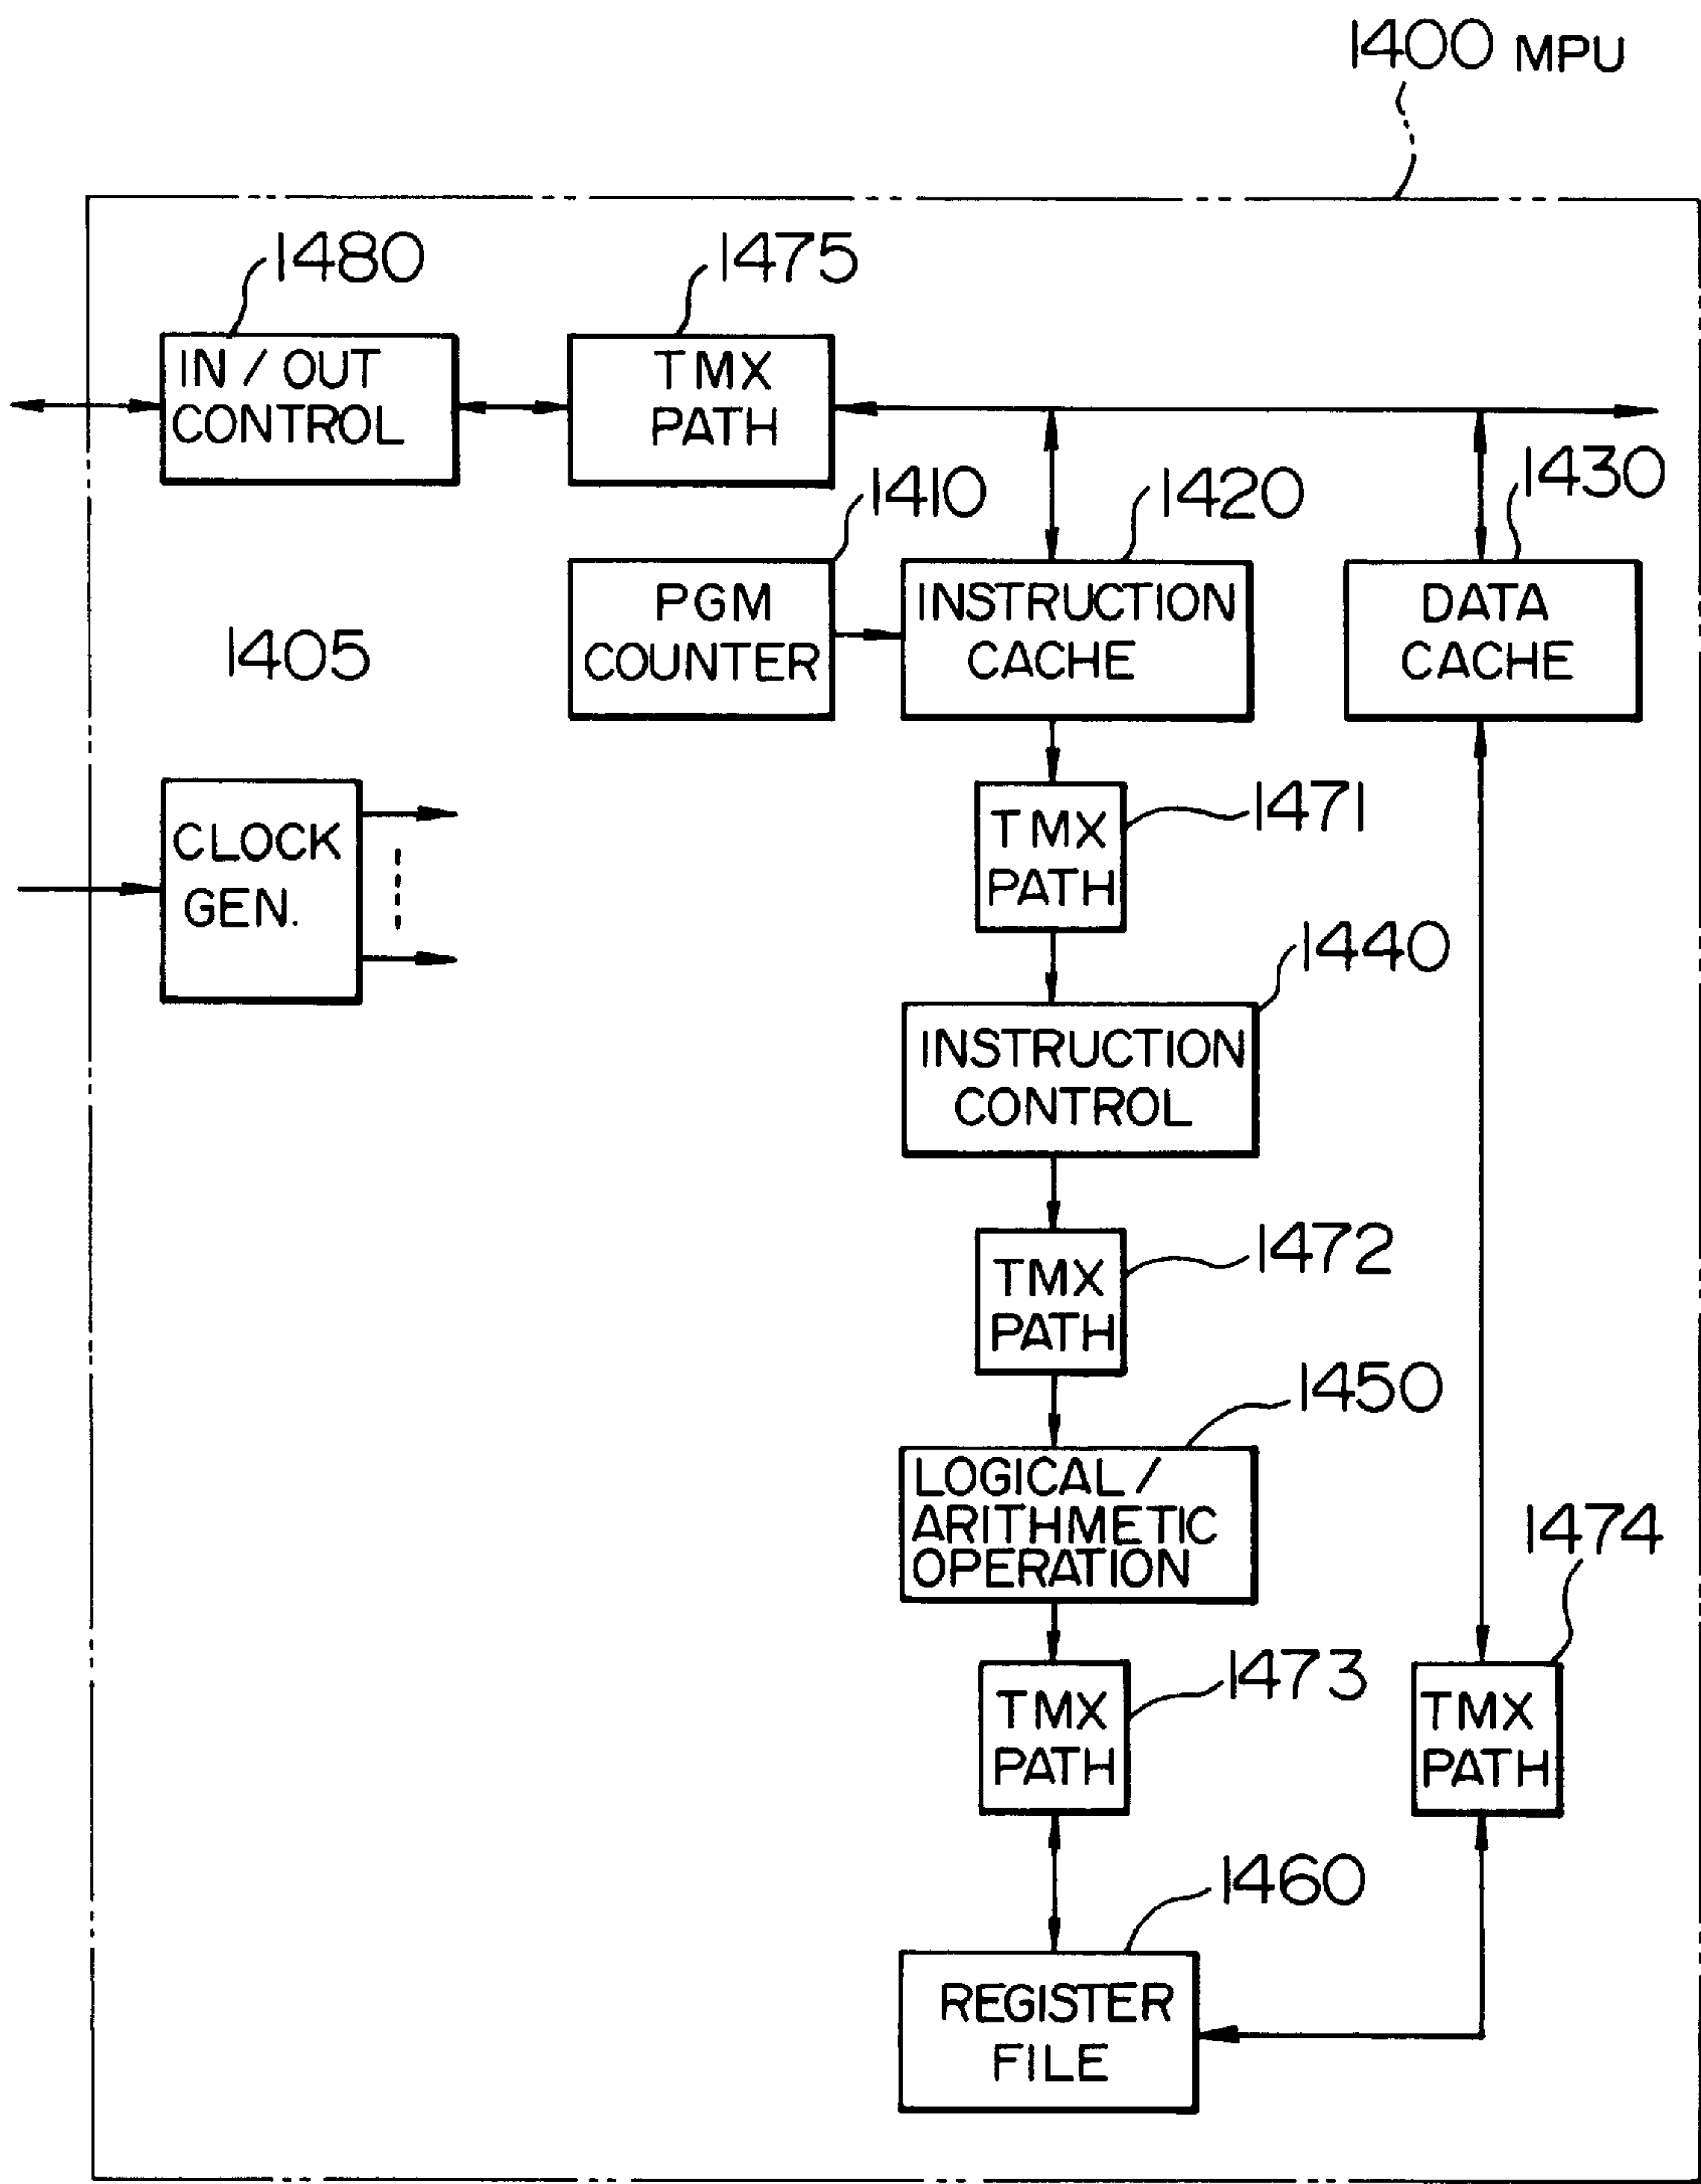 1400 MPU
1480
1475
IN / OUT
CONTROL
TMX
PATH
1410
1420
1430
PGM
COUNTER
INSTRUCTION
CACHE
DATA
CACHE
1405
CLOCK
GEN.
TMX
PATH
1471
1440
INSTRUCTION
CONTROL
TMX
PATH
1472
1450
LOGICAL /
ARITHMETIC
OPERATION
1474
TMX
PATH
1473
TMX
PATH
1460
REGISTER
FILE